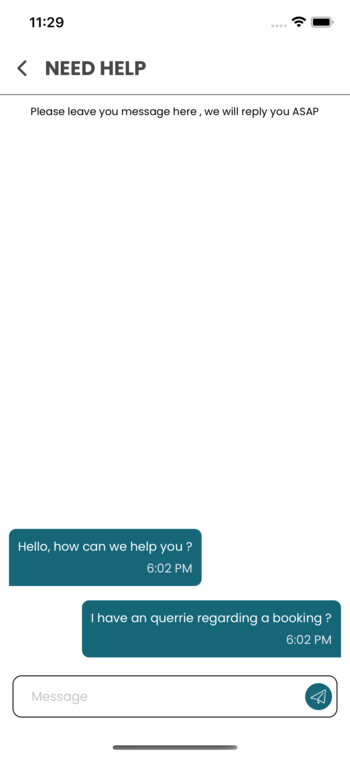 11:29
NEED HELP
Please leave you message here , we will reply you ASAP
Hello, how can we help you ?
6:02 PM
I have an querrie regarding a booking ?
6:02 PM
Message